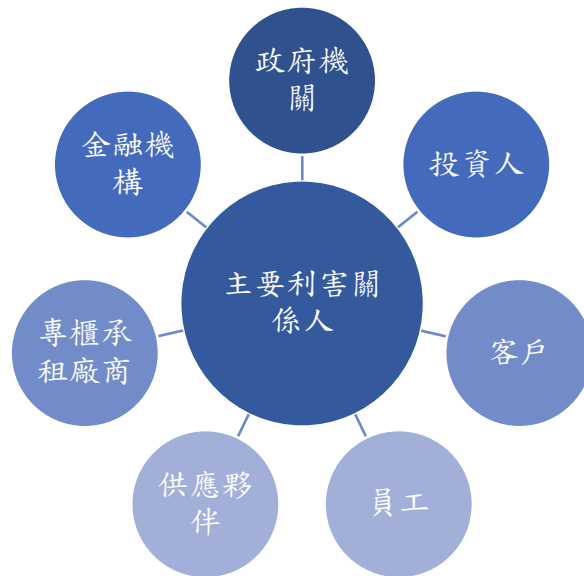 政府機
關
金融機
構
投資人
主要利害關
係人
專櫃承
租廠商
客戶
供應夥
伴
員工